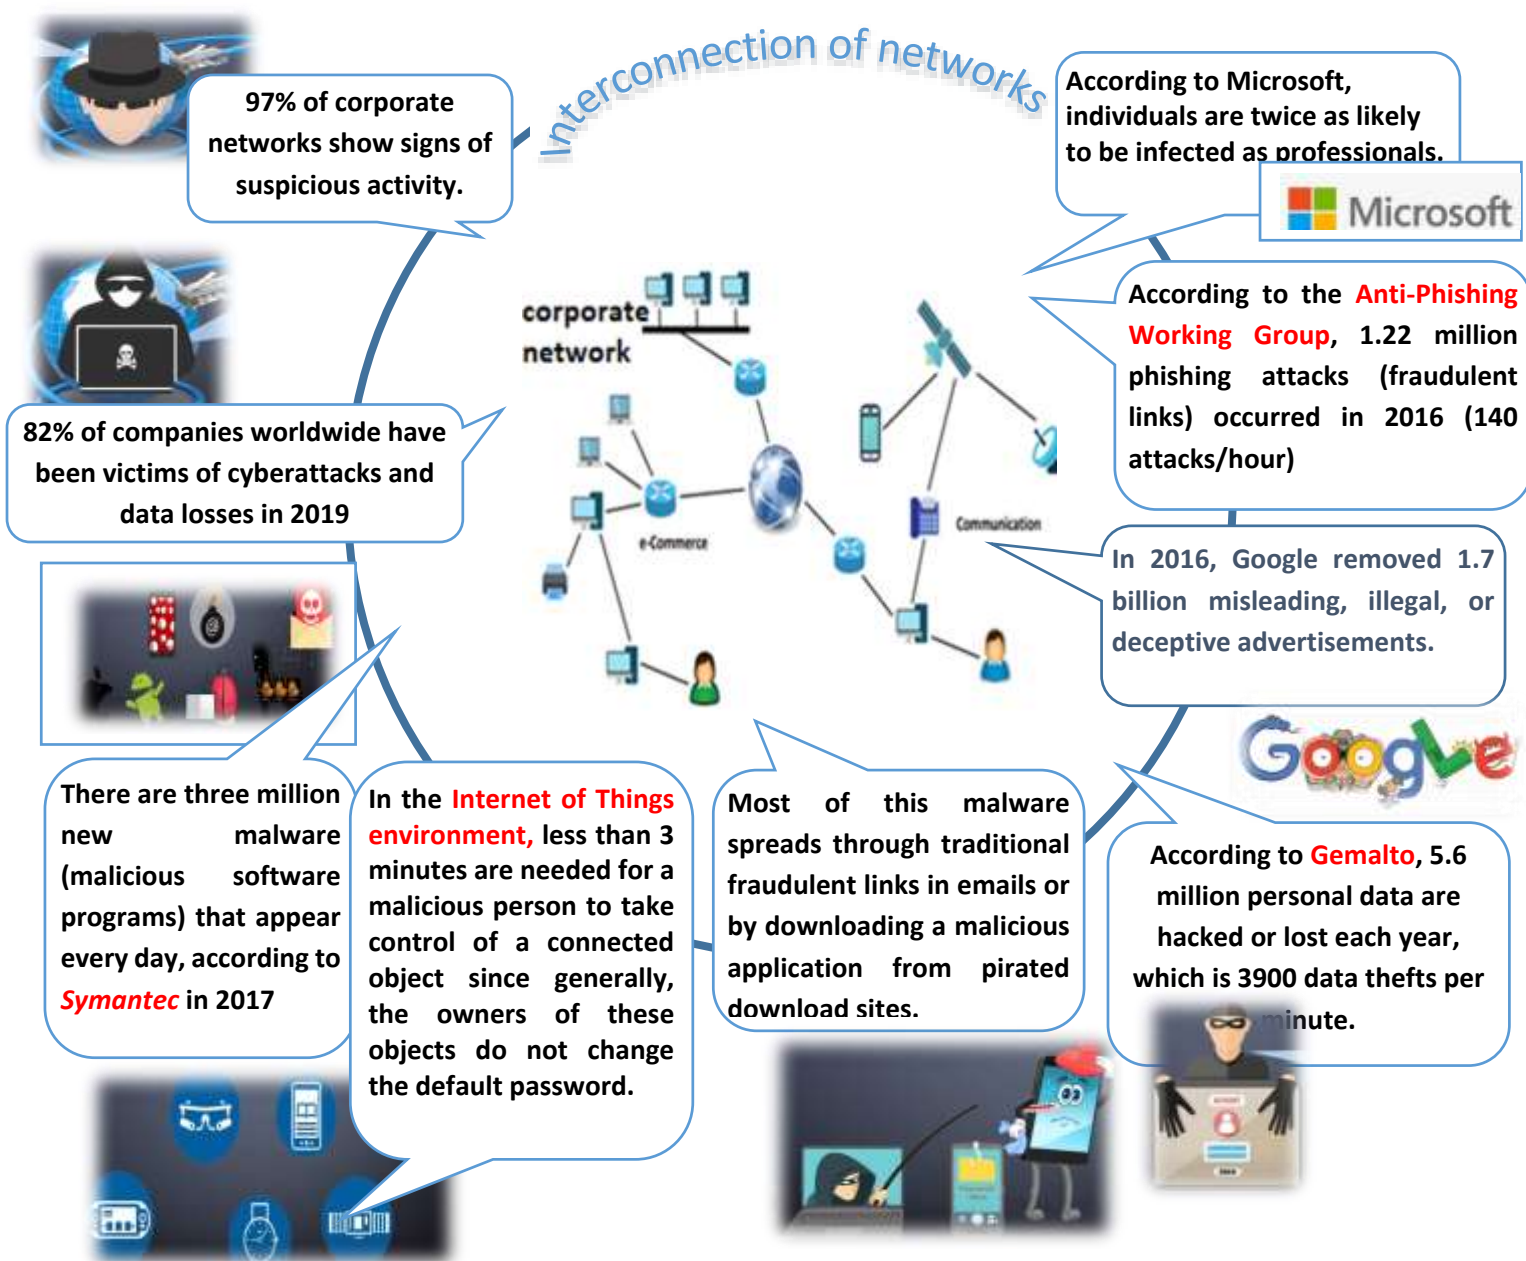 Interconnection of networks
97% of corporate
networks show signs of
suspicious activity.
According to Microsoft,
individuals are twice as likely
to be infected as professionals.
Microsoft
82% of companies worldwide have
been victims of cyberattacks and
data losses in 2019
corporate
network
e-Commerce
Communication
According to the Anti-Phishing
Working Group, 1.22 million
phishing attacks (fraudulent
links) occurred in 2016 (140
attacks/hour)
In 2016, Google removed 1.7
billion misleading, illegal, or
deceptive advertisements.
Google
There are three million
new malware
(malicious software
programs) that appear
every day, according to
Symantec in 2017
In the Internet of Things
environment, less than 3
minutes are needed for a
malicious person to take
control of a connected
object since generally,
the owners of these
objects do not change
the default password.
Most of this malware
spreads through traditional
fraudulent links in emails or
by downloading a malicious
application from pirated
download sites.
According to Gemalto, 5.6
million personal data are
hacked or lost each year,
which is 3900 data thefts per
minute.